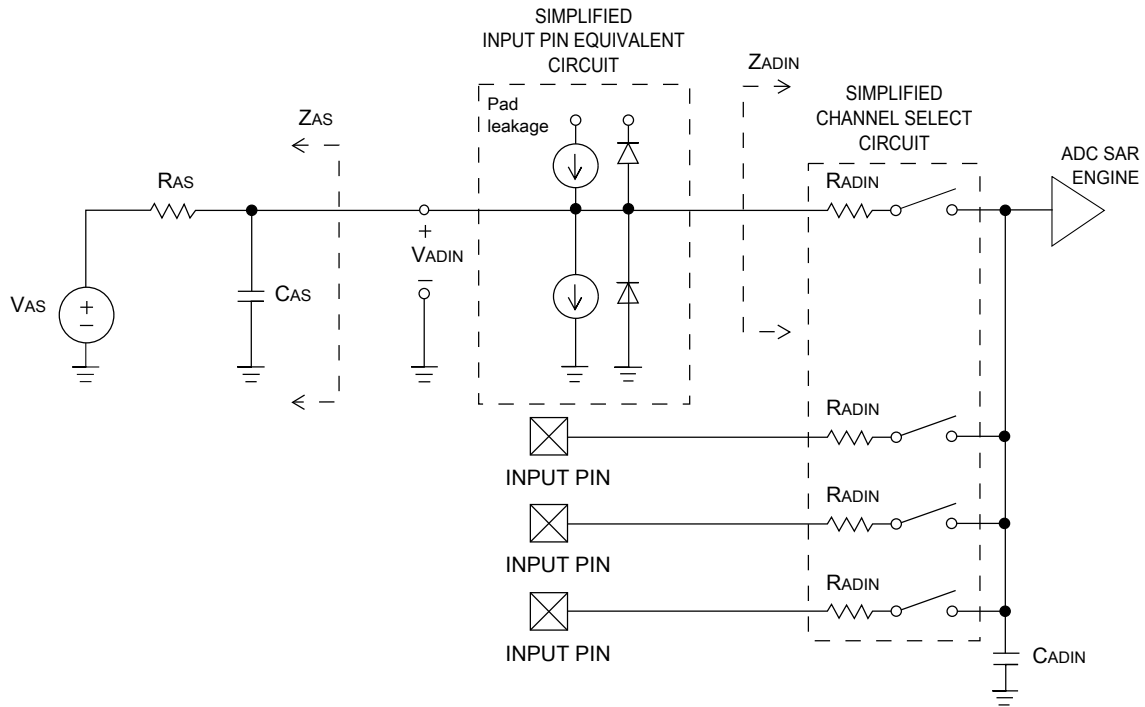 SIMPLIFIED
INPUT PIN EQUIVALENT
CIRCUIT
Pad
leakage
ZADIN
SIMPLIFIED
CHANNEL SELECT
CIRCUIT
ADC SAR
ENGINE
ZAS
RAS
RADIN
+
VADIN
–
VAS
+
–
CAS
RADIN
INPUT PIN
RADIN
INPUT PIN
RADIN
INPUT PIN
CADIN